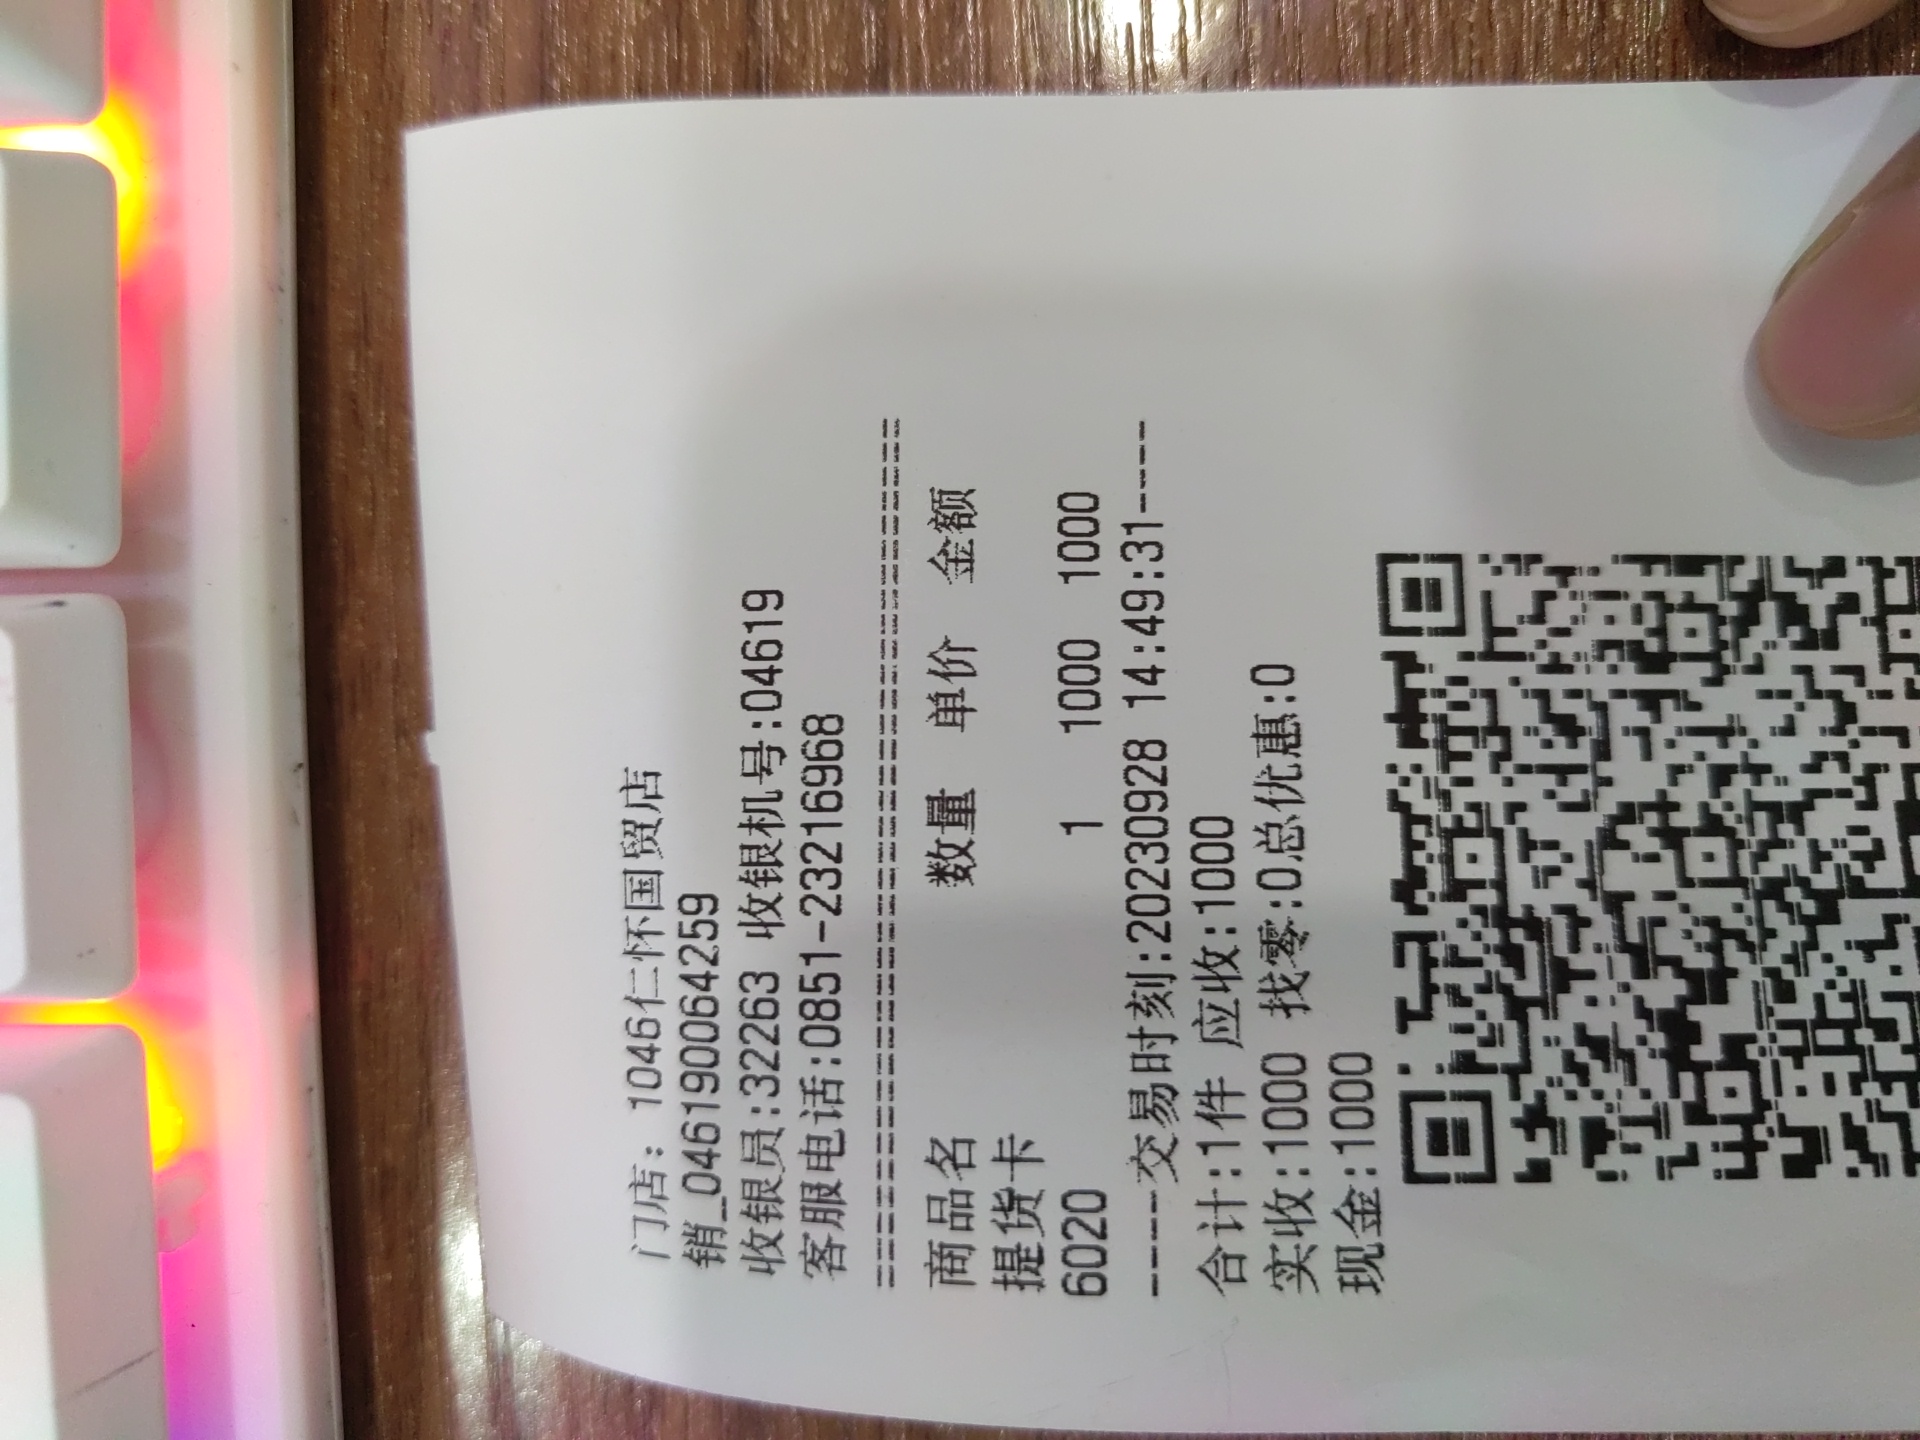 门店: 1046仁怀国贸店
销_04619006４259
收银员:32263 收银机号:04619
客服电话:0851-23216968
==========================================
商品名 数量 单价 金额
提货卡
6020 1 1000 1000
-----交易时刻:20230928 14:49:31-----
合计:1件 应收:1000
实收:1000 找零:0总优惠:0
现金:1000